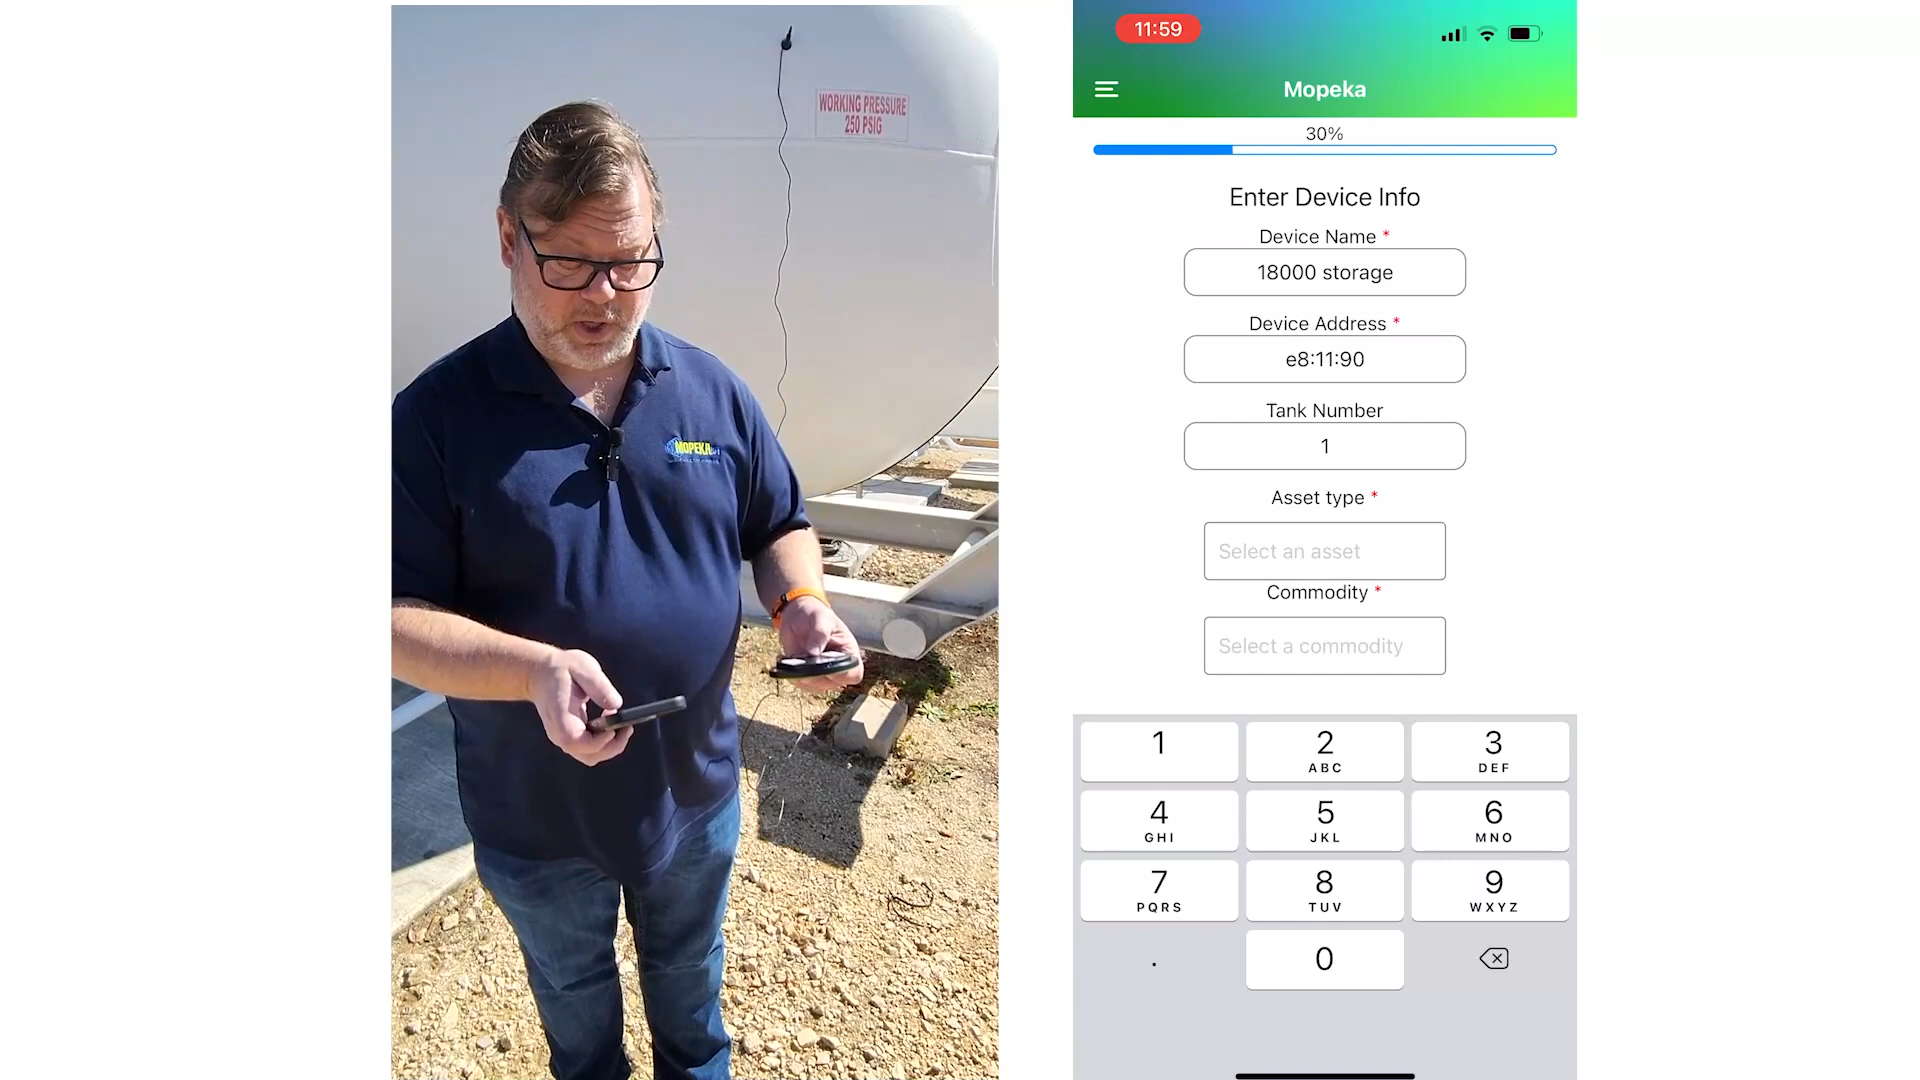 WORKING PRESSURE
250 PSIG
MOPEKA
11:59
Mopeka
30%
Enter Device Info
Device Name *
18000 storage
Device Address *
e8:11:90
Tank Number
1
Asset type *
Select an asset
Commodity *
Select a commodity
1
2
ABC
3
DEF
4
GHI
5
JKL
6
MNO
7
PQRS
8
TUV
9
WXYZ
.
0